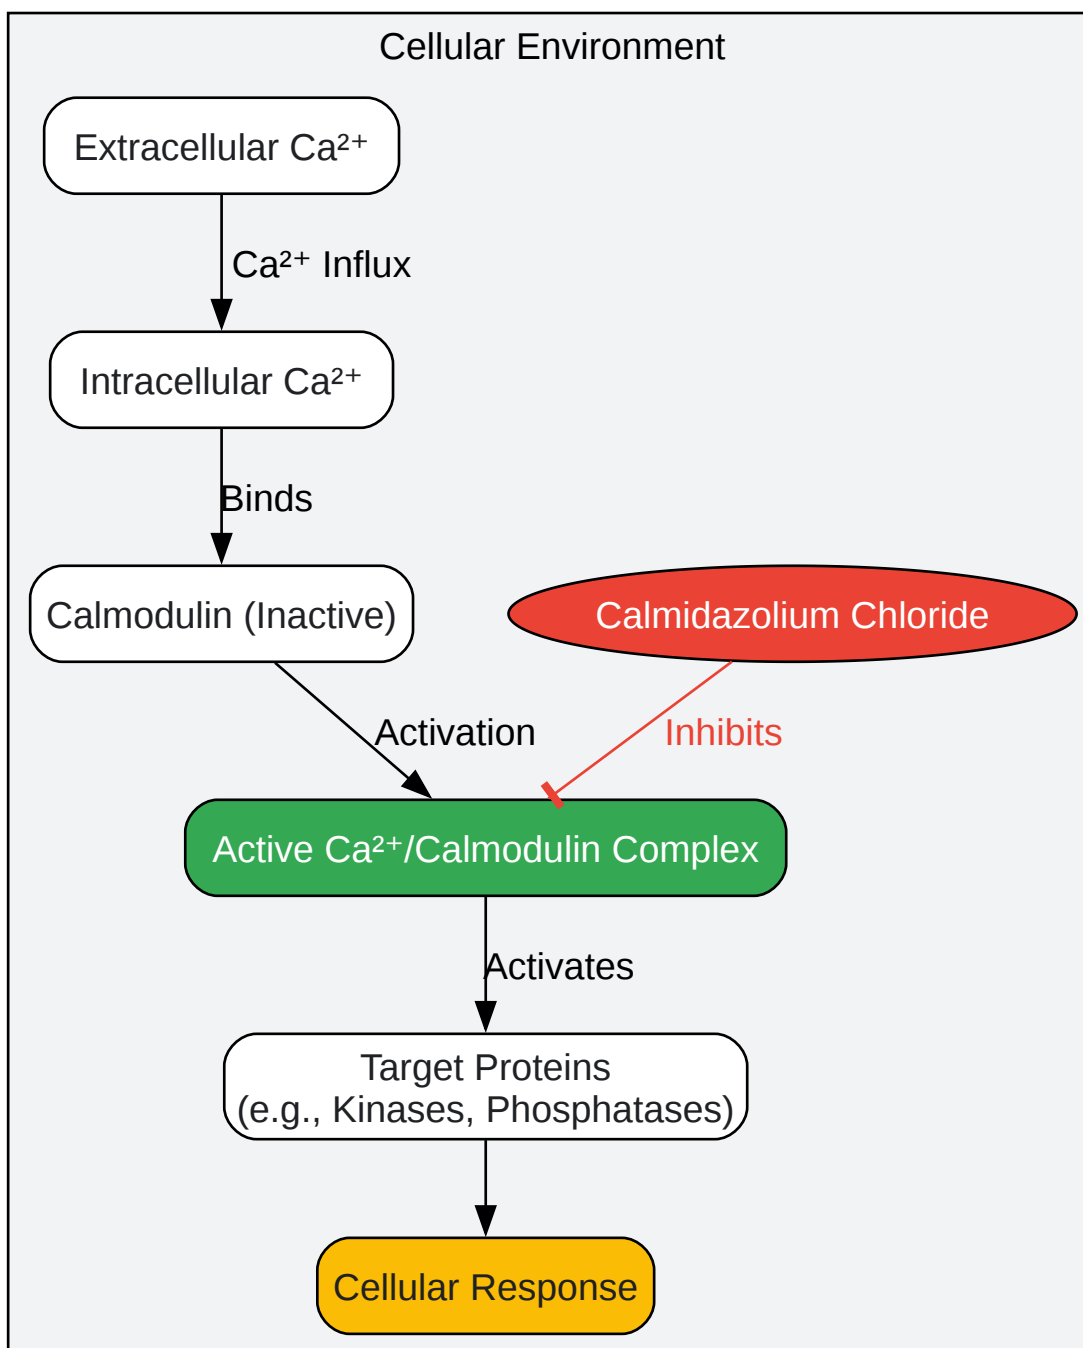 Cellular Environment
Extracellular Ca²⁺
Ca²⁺ Influx
Intracellular Ca²⁺
Binds
Calmodulin (Inactive)
Calmidazolium Chloride
Activation
Inhibits
Active Ca²⁺/Calmodulin Complex
Activates
Target Proteins
(e.g., Kinases, Phosphatases)
Cellular Response